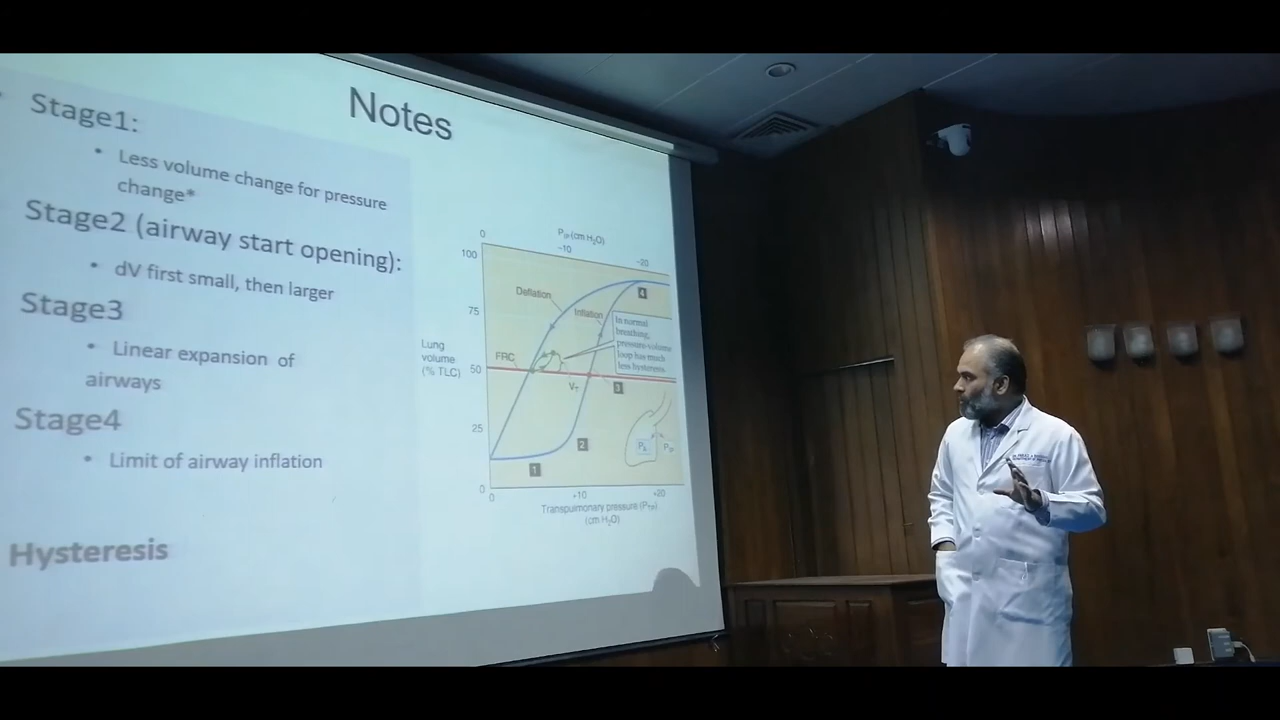 Notes
Stage1:
• Less volume change for pressure
change*
Stage2 (airway start opening):
• dV first small, then larger
Stage3
• Linear expansion of
airways
Stage4
• Limit of airway inflation
Hysteresis
0
-10
-20
100
75
50
25
0
Lung
volume
(% TLC)
FRC
Deflation
Inflation
In normal
breathing,
pressure-volume
loop has much
less hysteresis.
4
3
2
1
0
+10
+20
Transpulmonary pressure (PTP)
(cm H2O)